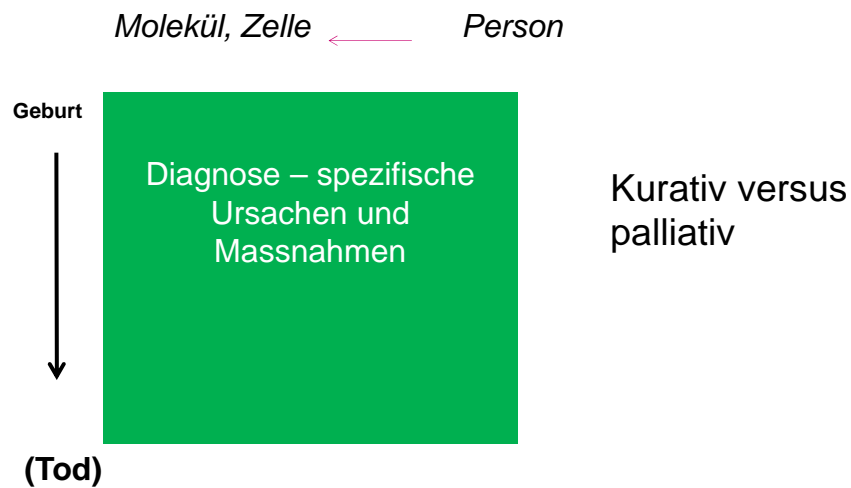 Molekül, Zelle Person
Geburt
Diagnose – spezifische
Ursachen und
Massnahmen
Kurativ versus
palliativ
(Tod)